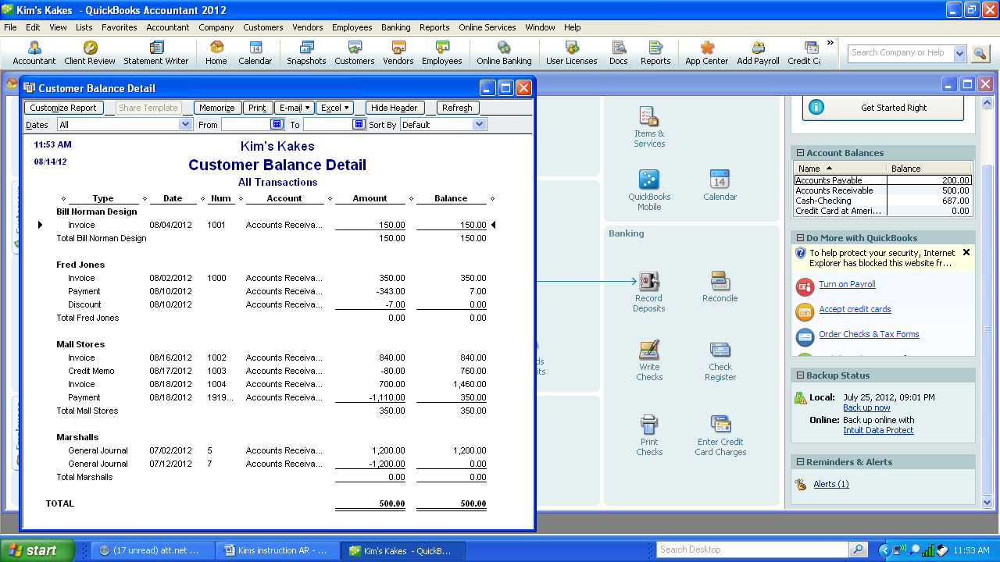 Kim's Kakes - QuickBooks Accountant 2012
File Edit View Lists Favorites Accountant Company Customers Vendors Employees Banking Reports Online Services Window Help
Accountant Client Review Statement Writer Home Calendar Snapshots Customers Vendors Employees Online Banking User Licenses Docs Reports App Center Add Payroll Credit Ca
Search Company or Help
Customer Balance Detail
Customize Report Share Template Memorize Print E-mail Excel Hide Header Refresh
Dates All From To Sort By Default
11:53 AM Kim's Kakes
08/14/12 Customer Balance Detail
All Transactions
Type Date Num Account Amount Balance
Bill Norman Design
Invoice 08/04/2012 1001 Accounts Receiva... 150.00 150.00
Total Bill Norman Design 150.00 150.00
Fred Jones
Invoice 08/02/2012 1000 Accounts Receiva... 350.00 350.00
Payment 08/10/2012 Accounts Receiva... -343.00 7.00
Discount 08/10/2012 Accounts Receiva... -7.00 0.00
Total Fred Jones 0.00 0.00
Mall Stores
Invoice 08/16/2012 1002 Accounts Receiva... 840.00 840.00
Credit Memo 08/17/2012 1003 Accounts Receiva... -80.00 760.00
Invoice 08/18/2012 1004 Accounts Receiva... 700.00 1,460.00
Payment 08/18/2012 1919... Accounts Receiva... -1,110.00 350.00
Total Mall Stores 350.00 350.00
Marshalls
General Journal 07/02/2012 5 Accounts Receiva... 1,200.00 1,200.00
General Journal 07/12/2012 7 Accounts Receiva... -1,200.00 0.00
Total Marshalls 0.00 0.00
TOTAL 500.00 500.00
Items &
Services
QuickBooks
Mobile
14
Calendar
Banking
Record
Deposits
Reconcile
Write
Checks
Check
Register
Print
Checks
Enter Credit
Card Charges
Get Started Right
Account Balances
Name Balance
Accounts Payable 200.00
Accounts Receivable 500.00
Cash-Checking 687.00
Credit Card at Ameri... 0.00
Do More with QuickBooks
To help protect your security, Internet
Explorer has blocked this website fr...
Turn on Payroll
Accept credit cards
Order Checks & Tax Forms
Backup Status
Local: July 25, 2012, 09:01 PM
Back up now
Online: Back up online with
Intuit Data Protect
Reminders & Alerts
Alerts (1)
start (17 unread) att.net ... Kims instruction AR - ... Kim's Kakes - QuickB... Search Desktop 11:53 AM